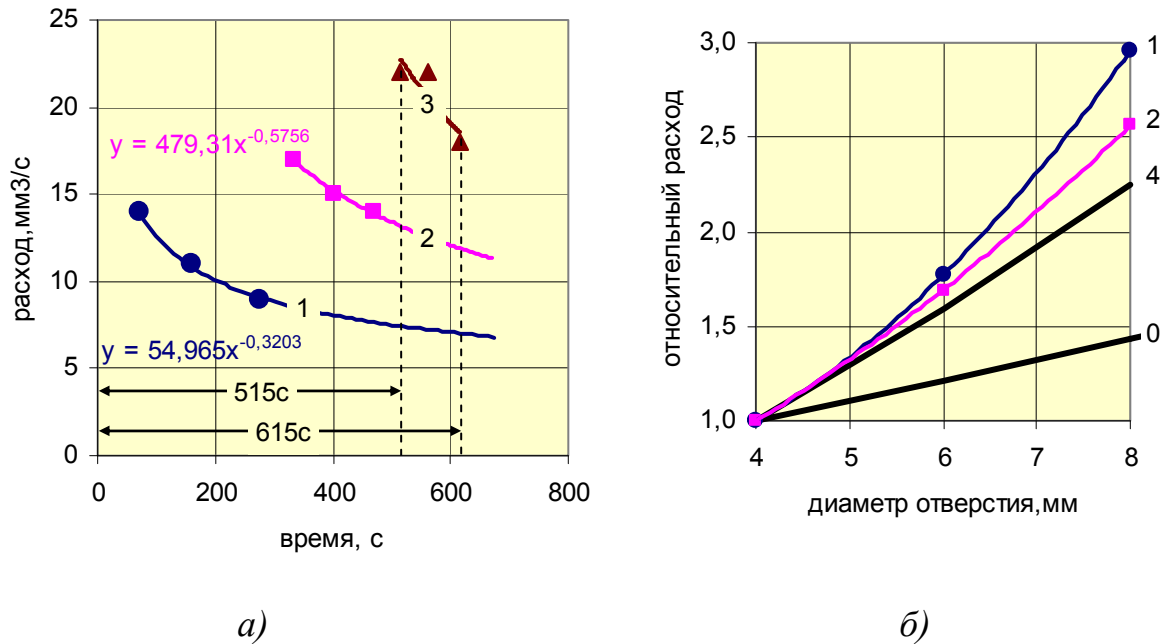 25
20
15
10
5
0
расход,мм3/с
y = 479,31x^-0,5756
y = 54,965x^-0,3203
3
2
1
515с
615с
0 200 400 600 800
время, с
а)
3,0
2,5
2,0
1,5
1,0
относительный расход
1
2
4
0
4 5 6 7 8
диаметр отверстия,мм
б)